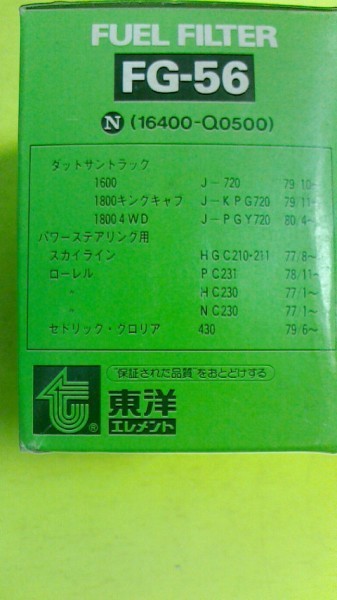 FUEL FILTER
FG-56
N (16400-Q0500)
ダットサントラック
1600 J-720 79/10~
1800キングキャブ J-KPG720 79/11~
1800 4WD J-PGY720 80/4~
パワーステアリング用
スカイライン HGC210・211 77/8~
ローレル PC231 78/11~
〃 HC230 77/1~
〃 NC230 77/1~
セドリック・クロリア 430 79/6~
"保証された品質"をおとどけする
東洋
エレメント
®